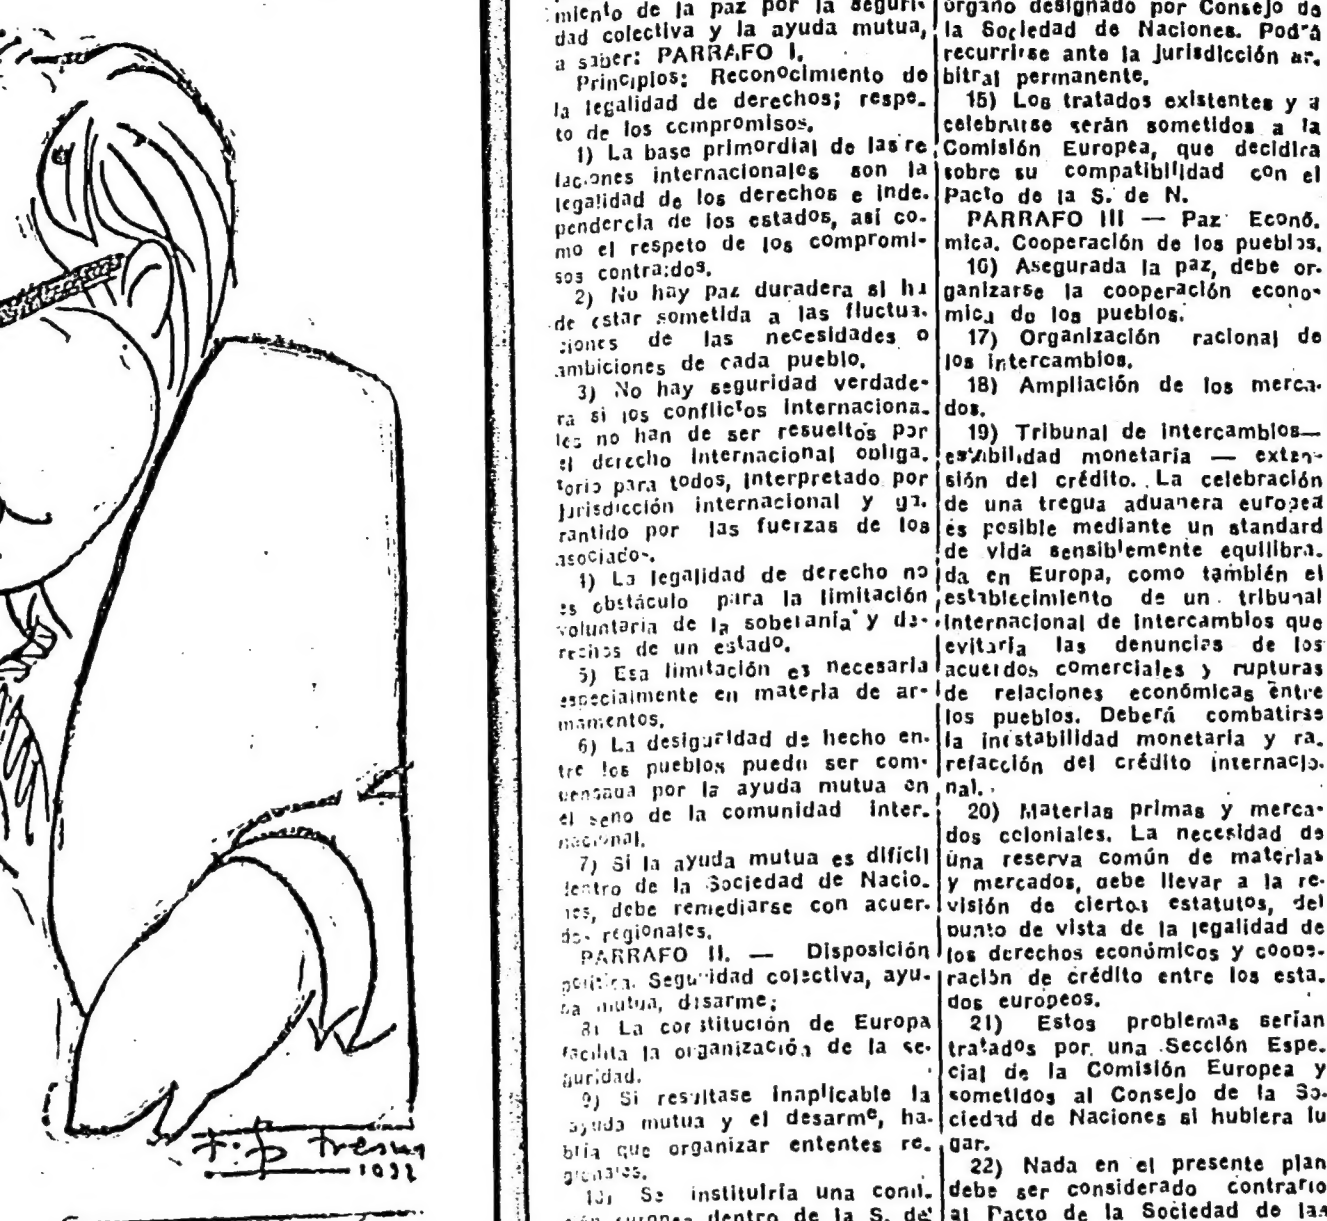 miento de la paz por la seguri-
dad colectiva y la ayuda mutua,
a saber: PARRAFO I.
Principios: Reconocimiento de
la legalidad de derechos; respe-
to de los compromisos.
1) La base primordial de las re
laciones internacionales son la
legalidad de los derechos e inde-
pendencia de los estados, así co-
mo el respeto de los compromi-
sos contraidos.
2) No hay paz duradera si ha
de estar sometida a las fluctua-
ciones de las necesidades o
ambiciones de cada pueblo.
3) No hay seguridad verdade-
ra si los conflictos internaciona-
les no han de ser resueltos por
el derecho internacional obliga-
torio para todos, interpretado por
jurisdicción internacional y ga-
rantido por las fuerzas de los
asociados.
4) La legalidad de derecho no
es obstáculo para la limitación
voluntaria de la soberanía y de-
rechos de un estado.
5) Esa limitación es necesaria
especialmente en materia de ar-
mamentos.
6) La desigualdad de hecho en-
tre los pueblos puede ser com-
pensada por la ayuda mutua en
el seno de la comunidad inter-
nacional.
7) Si la ayuda mutua es difícil
dentro de la Sociedad de Nacio-
nes, debe remediarse con acuer-
dos regionales.
PARRAFO II. — Disposición
política. Seguridad colectiva, ayu-
da mutua, disarme;
8) La constitución de Europa
facilita la organización de la se-
guridad.
9) Si resultase inaplicable la
ayuda mutua y el desarme, ha-
bría que organizar ententes re-
gionales.
10) Se instituiría una comi-
sión europea dentro de la S. de
órgano designado por Consejo de
la Sociedad de Naciones. Podrá
recurrirse ante la jurisdicción ar-
bitral permanente.
15) Los tratados existentes y a
celebrarse serán sometidos a la
Comisión Europea, que decidirá
sobre su compatibilidad con el
Pacto de la S. de N.
PARRAFO III — Paz Econó-
mica. Cooperación de los pueblos.
16) Asegurada la paz, debe or-
ganizarse la cooperación econo-
mica de los pueblos.
17) Organización racional de
los intercambios.
18) Ampliación de los merca-
dos.
19) Tribunal de intercambios—
estabilidad monetaria — exten-
sión del crédito. La celebración
de una tregua aduanera europea
es posible mediante un standard
de vida sensiblemente equilibra-
da en Europa, como también el
establecimiento de un tribunal
internacional de intercambios que
evitaría las denuncias de los
acuerdos comerciales y rupturas
de relaciones económicas entre
los pueblos. Deberá combatirse
la inestabilidad monetaria y ra-
refacción del crédito internacio-
nal.
20) Materias primas y merca-
dos coloniales. La necesidad de
una reserva común de materias
y mercados, debe llevar a la re-
visión de ciertos estatutos, del
punto de vista de la legalidad de
los derechos económicos y coope-
ración de crédito entre los esta-
dos europeos.
21) Estos problemas serian
tratados por una Sección Espe-
cial de la Comisión Europea y
sometidos al Consejo de la So-
ciedad de Naciones si hubiera lu
gar.
22) Nada en el presente plan
debe ser considerado contrario
al Pacto de la Sociedad de las